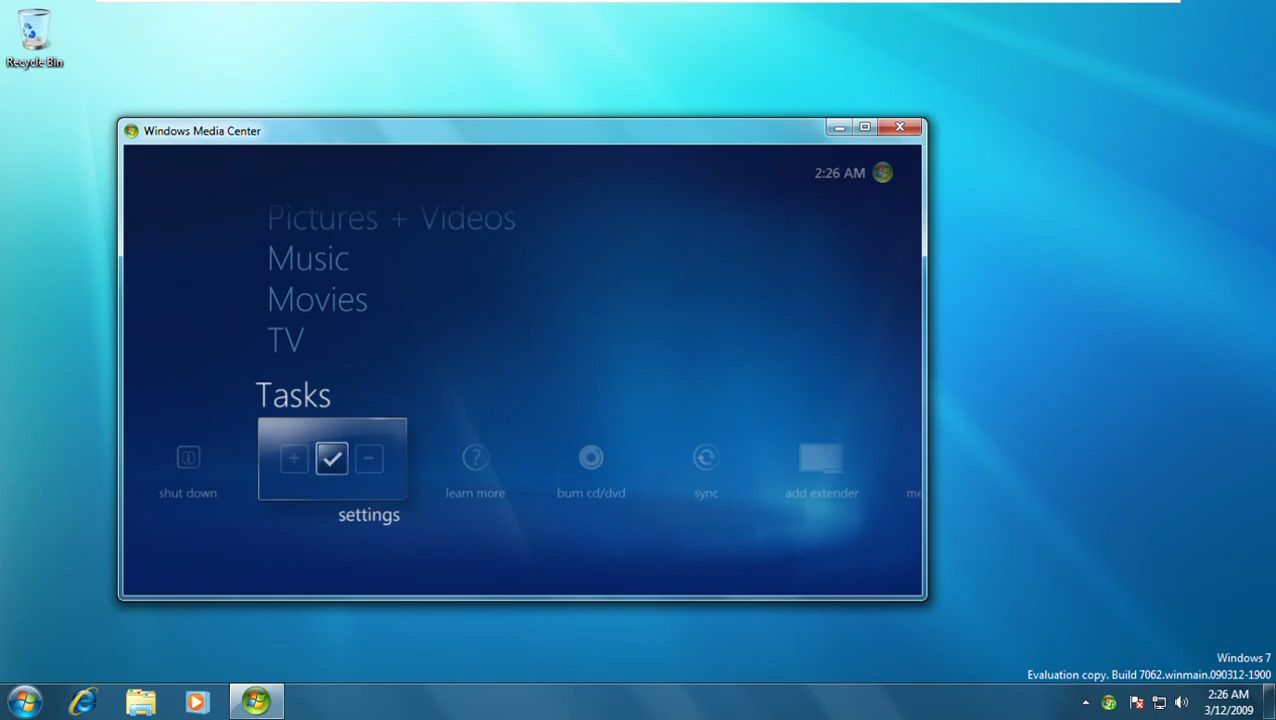 Recycle Bin
Windows Media Center
2:26 AM
Pictures + Videos
Music
Movies
TV
Tasks
shut down
settings
learn more
burn cd/dvd
sync
add extender
me
Windows 7
Evaluation copy. Build 7062.winmain.090312-1900
2:26 AM
3/12/2009